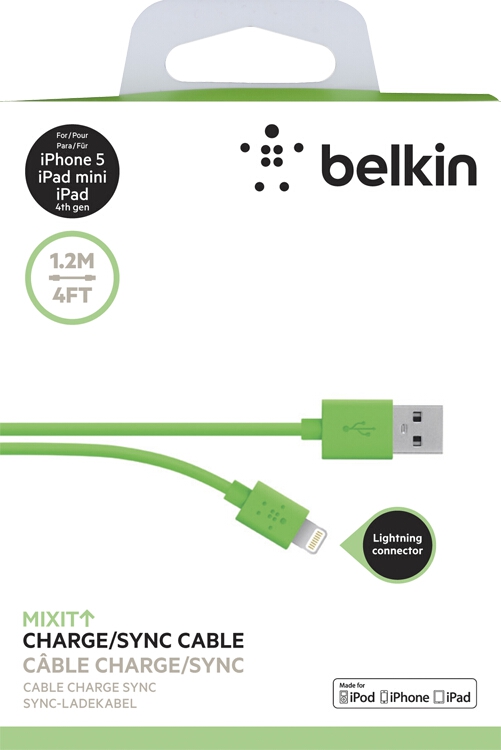 For/Pour
Para/Für
iPhone 5
iPad mini
iPad
4th gen
belkin
1.2M
4FT
Lightning
connector
MIXIT↑
CHARGE/SYNC CABLE
CÂBLE CHARGE/SYNC
CABLE CHARGE SYNC
SYNC-LADEKABEL
Made for
iPod iPhone iPad